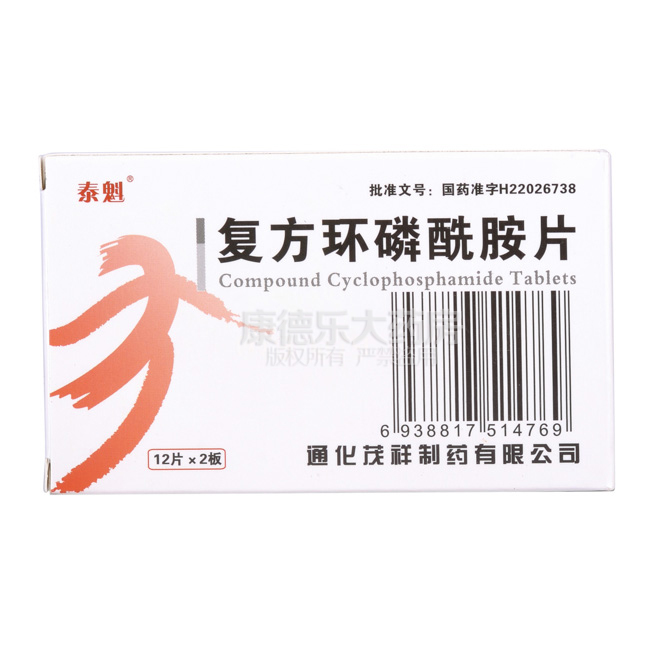 泰魁®
批准文号：国药准字H22026738
复方环磷酰胺片
Compound Cyclophosphamide Tablets
康德乐大药房
版权所有 严禁盗用
6 938817 514769
12片×2板
通化茂祥制药有限公司